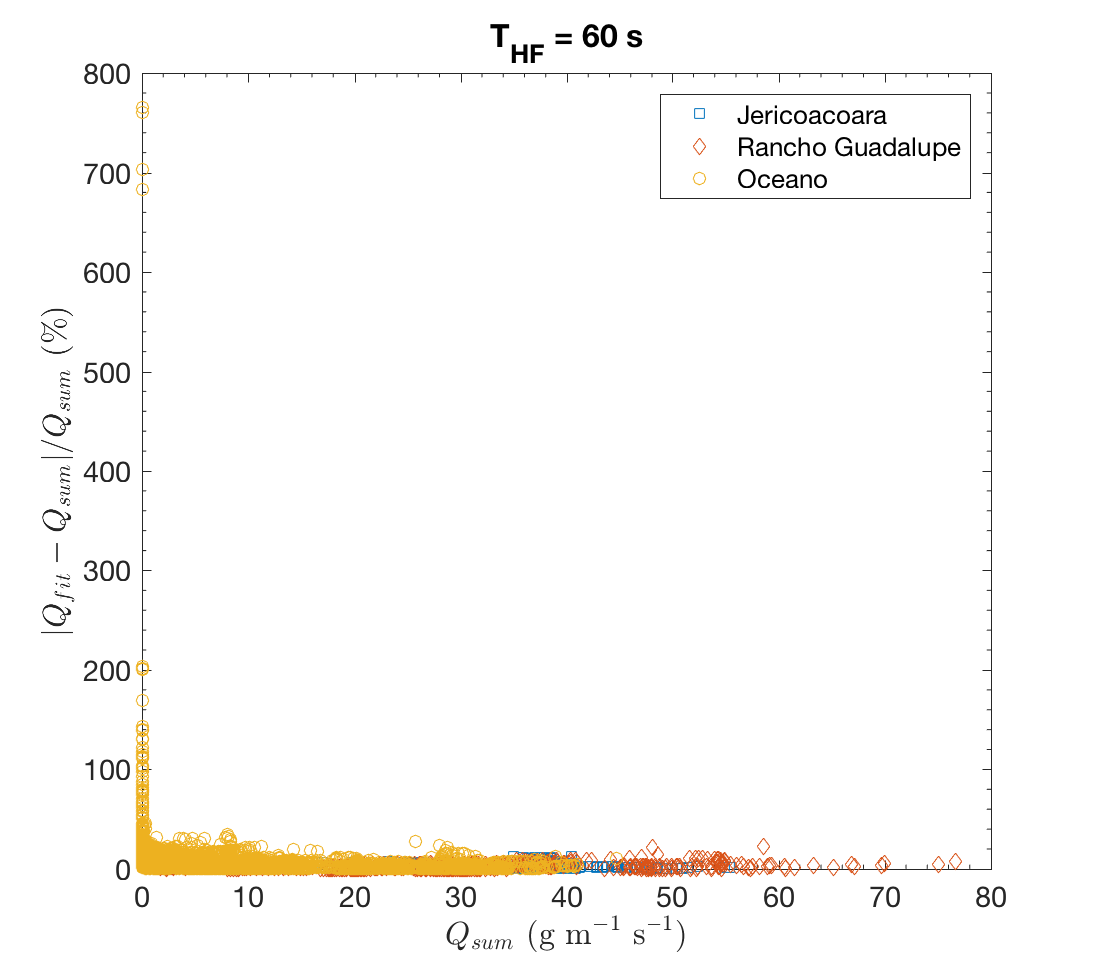 T_HF = 60 s
Jericoacoara
Rancho Guadalupe
Oceano
|Q_fit − Q_sum|/Q_sum (%)
800
700
600
500
400
300
200
100
0
0 10 20 30 40 50 60 70 80
Q_sum (g m⁻¹ s⁻¹)